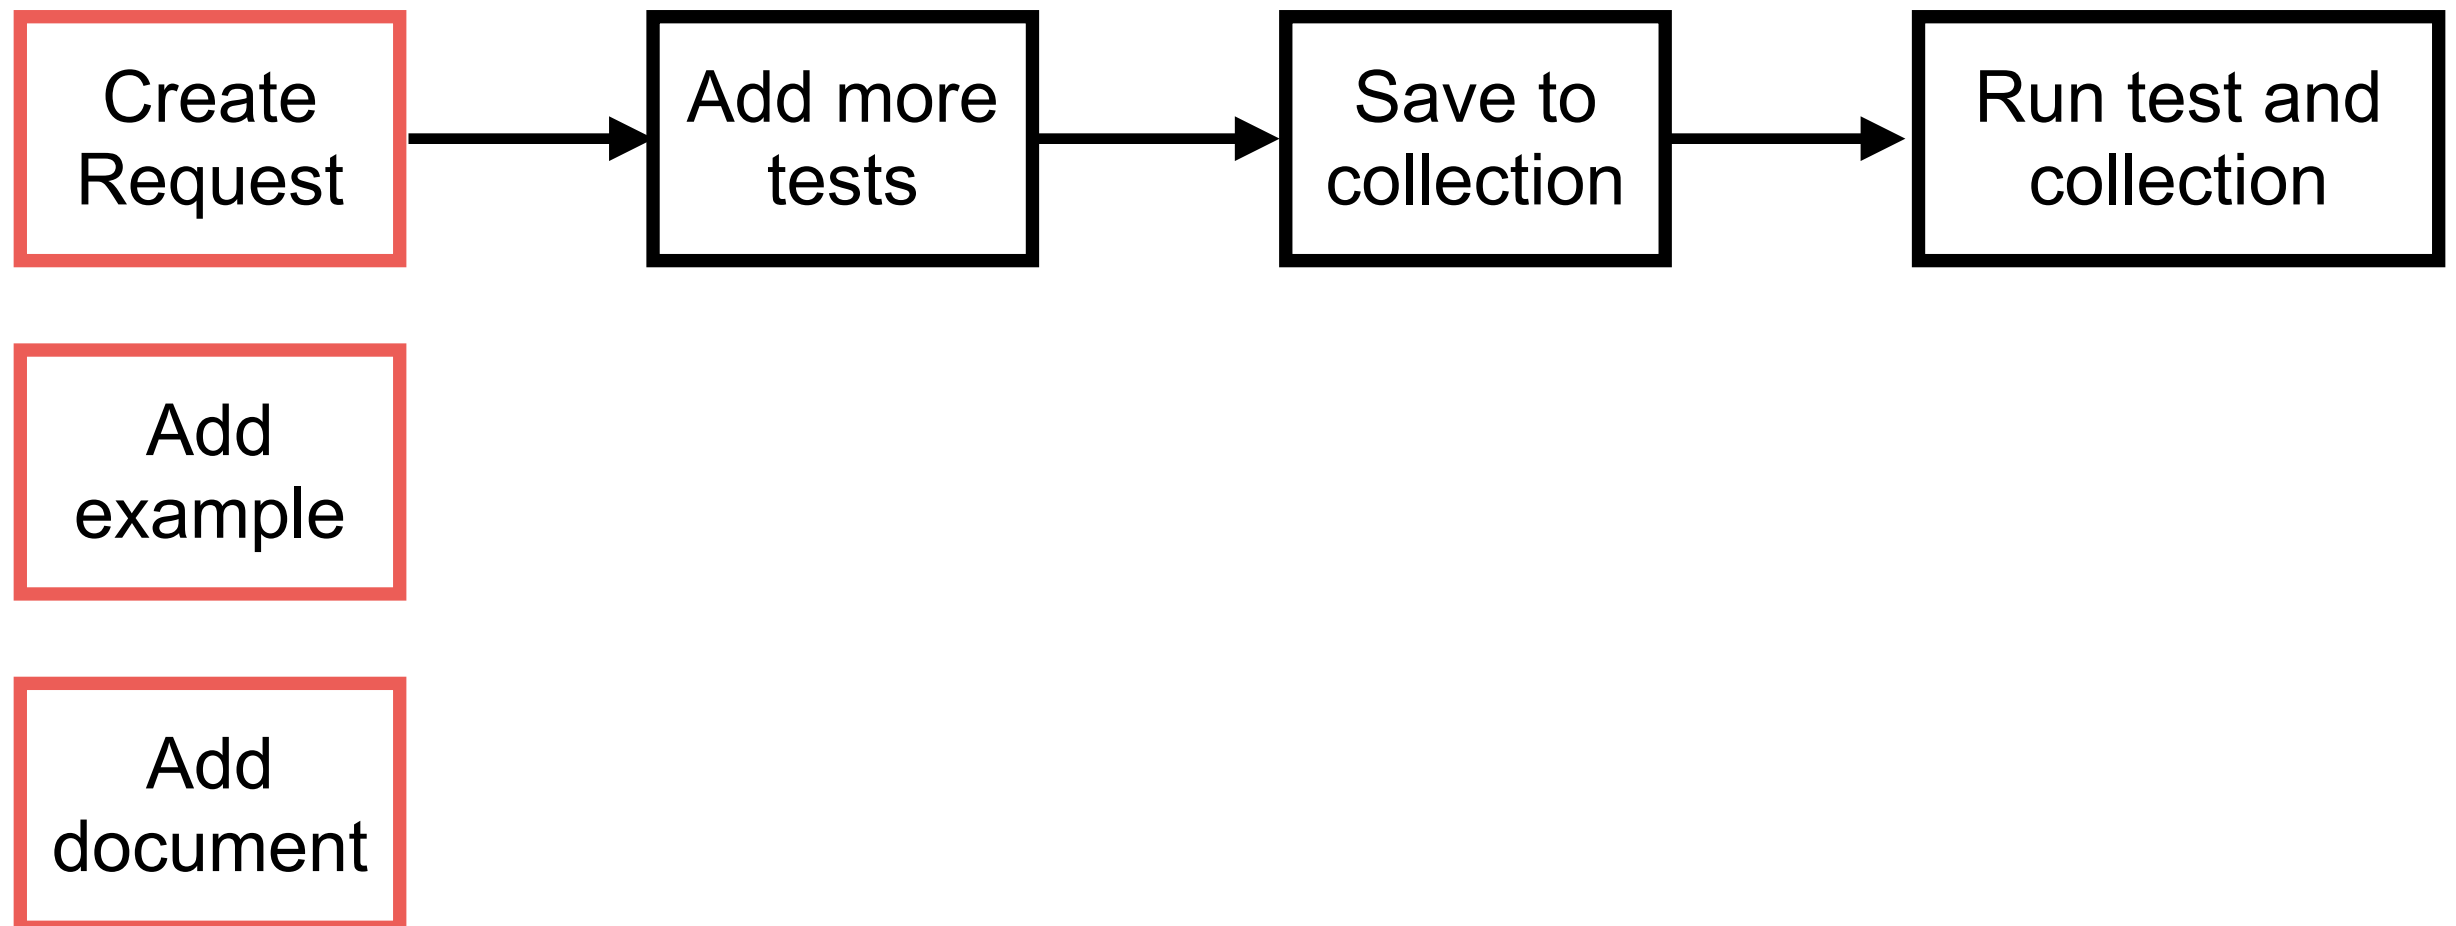 Create
Request
Add more
tests
Save to
collection
Run test and
collection
Add
example
Add
document